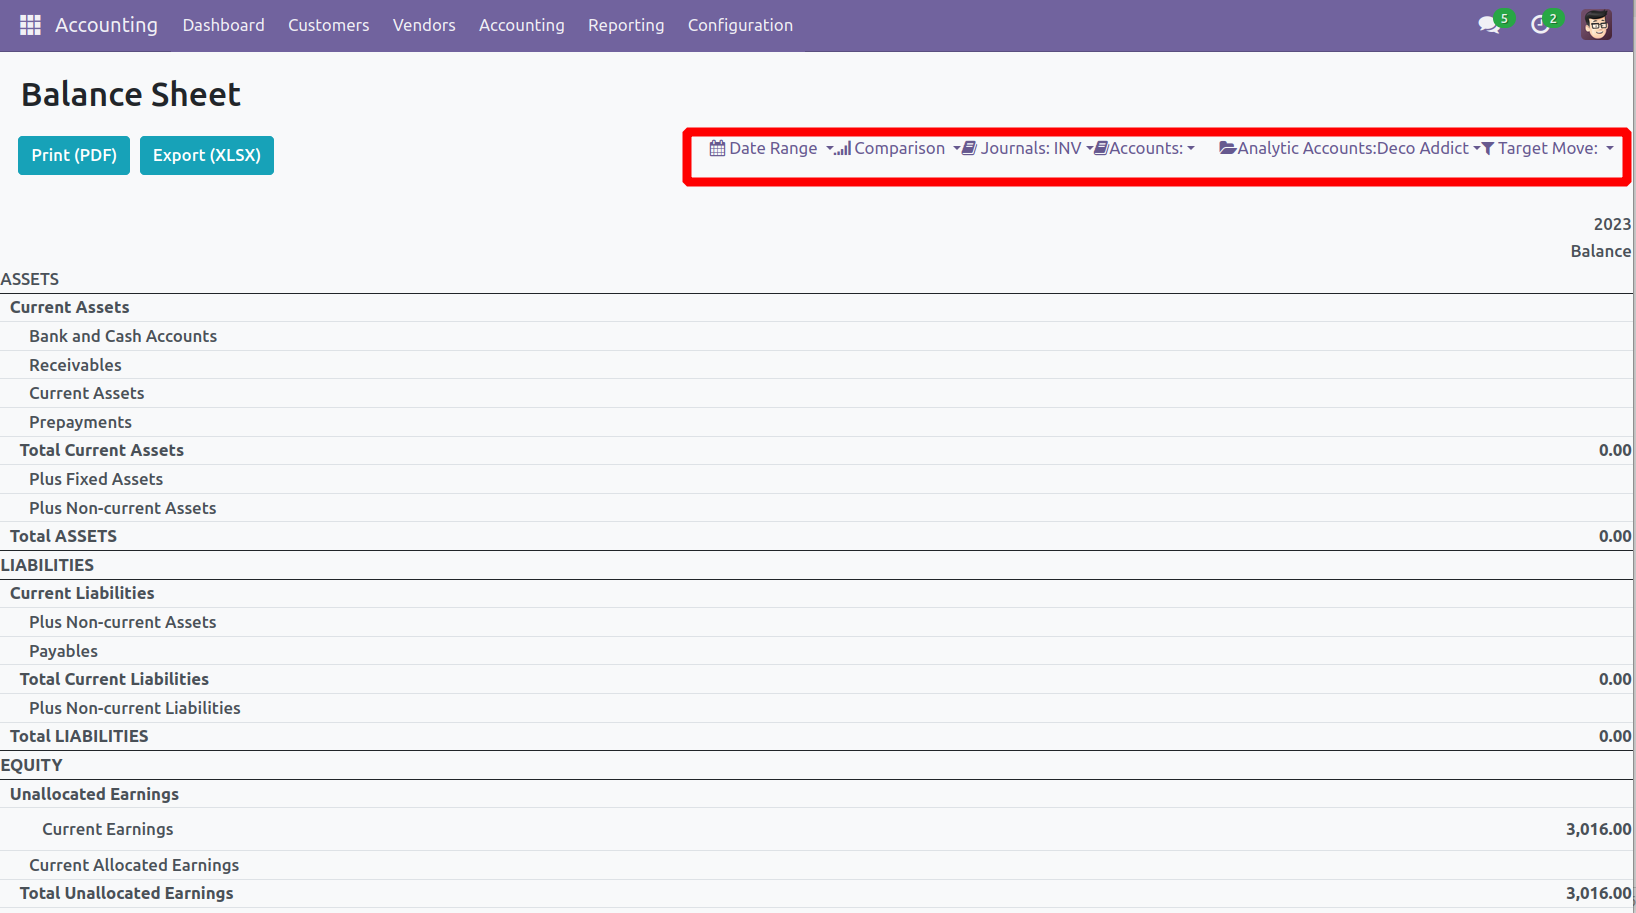 Accounting Dashboard Customers Vendors Accounting Reporting Configuration 5 2
Balance Sheet
Print (PDF) Export (XLSX) Date Range Comparison Journals: INV Accounts: Analytic Accounts:Deco Addict Target Move:
2023
Balance
ASSETS
Current Assets
Bank and Cash Accounts
Receivables
Current Assets
Prepayments
Total Current Assets 0.00
Plus Fixed Assets
Plus Non-current Assets
Total ASSETS 0.00
LIABILITIES
Current Liabilities
Plus Non-current Assets
Payables
Total Current Liabilities 0.00
Plus Non-current Liabilities
Total LIABILITIES 0.00
EQUITY
Unallocated Earnings
Current Earnings 3,016.00
Current Allocated Earnings
Total Unallocated Earnings 3,016.00